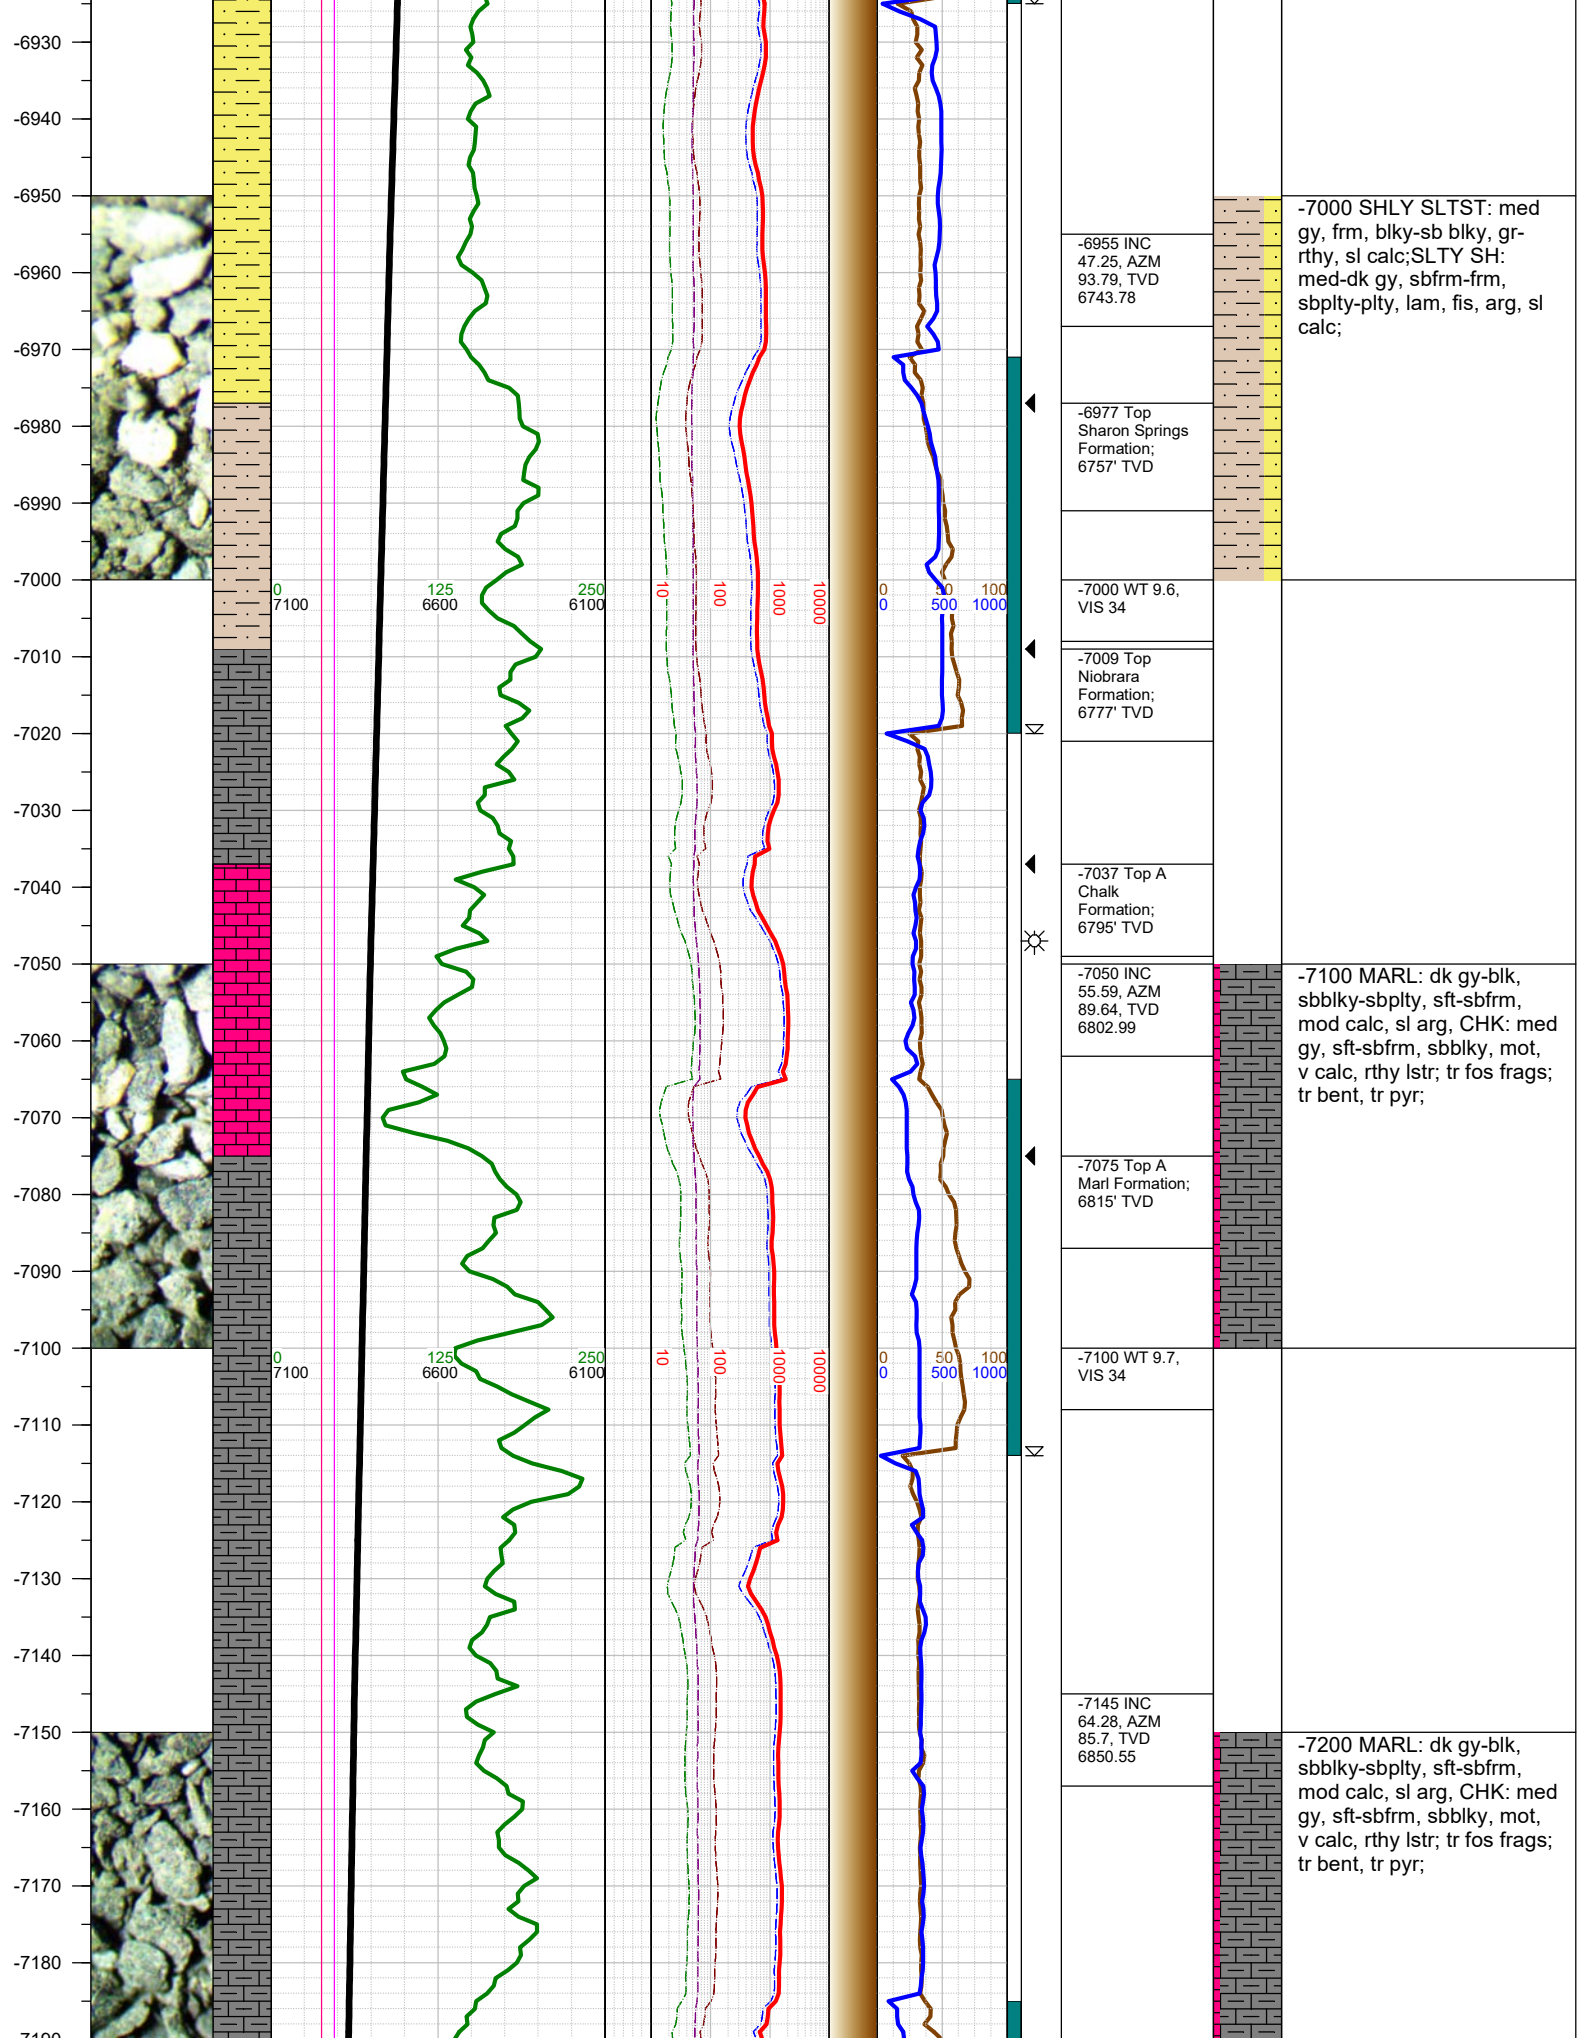 -6930
-6940
-6950
-6960
-6970
-6980
-6990
-7000
-7010
-7020
-7030
-7040
-7050
-7060
-7070
-7080
-7090
-7100
-7110
-7120
-7130
-7140
-7150
-7160
-7170
-7180
0 125 250
7100 6600 6100
10 100 1000 10000
0 50 100
0 500 1000
0 125 250
7100 6600 6100
10 100 1000 10000
0 50 100
0 500 1000
-6955 INC
47.25, AZM
93.79, TVD
6743.78
-6977 Top
Sharon Springs
Formation;
6757' TVD
-7000 WT 9.6,
VIS 34
-7009 Top
Niobrara
Formation;
6777' TVD
-7037 Top A
Chalk
Formation;
6795' TVD
-7050 INC
55.59, AZM
89.64, TVD
6802.99
-7075 Top A
Marl Formation;
6815' TVD
-7100 WT 9.7,
VIS 34
-7145 INC
64.28, AZM
85.7, TVD
6850.55
-7000 SHLY SLTST: med
gy, frm, blky-sb blky, gr-
rthy, sl calc;SLTY SH:
med-dk gy, sbfrm-frm,
sbplty-plty, lam, fis, arg, sl
calc;
-7100 MARL: dk gy-blk,
sbblky-sbplty, sft-sbfrm,
mod calc, sl arg, CHK: med
gy, sft-sbfrm, sbblky, mot,
v calc, rthy lstr; tr fos frags;
tr bent, tr pyr;
-7200 MARL: dk gy-blk,
sbblky-sbplty, sft-sbfrm,
mod calc, sl arg, CHK: med
gy, sft-sbfrm, sbblky, mot,
v calc, rthy lstr; tr fos frags;
tr bent, tr pyr;